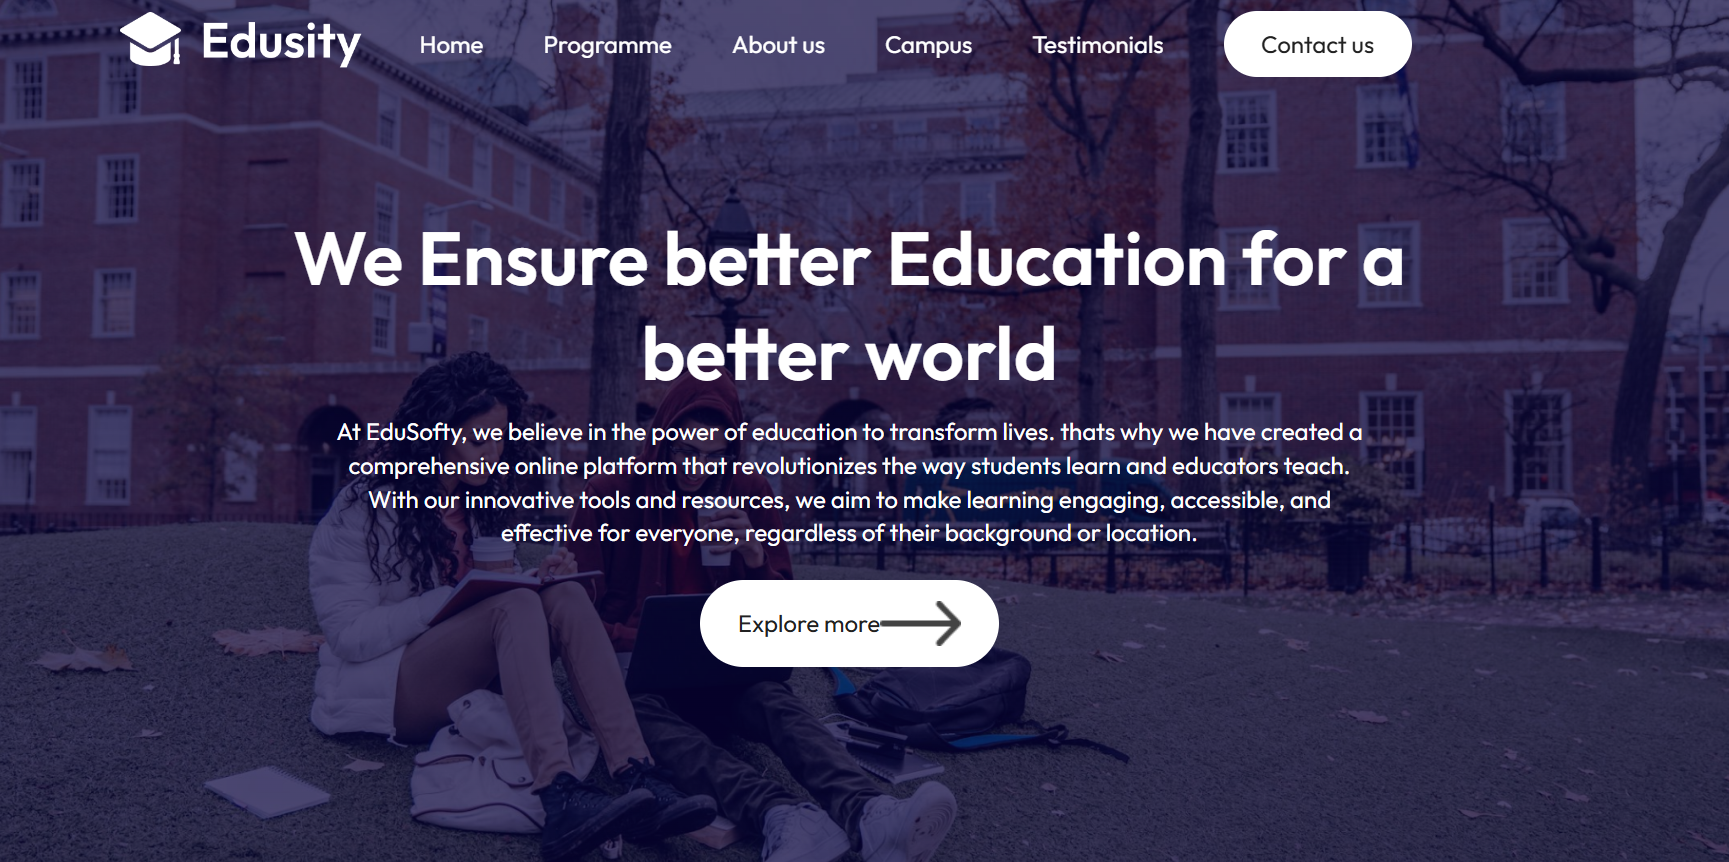 Edusity
Home
Programme
About us
Campus
Testimonials
Contact us
We Ensure better Education for a
better world
At EduSofty, we believe in the power of education to transform lives. thats why we have created a
comprehensive online platform that revolutionizes the way students learn and educators teach.
With our innovative tools and resources, we aim to make learning engaging, accessible, and
effective for everyone, regardless of their background or location.
Explore more